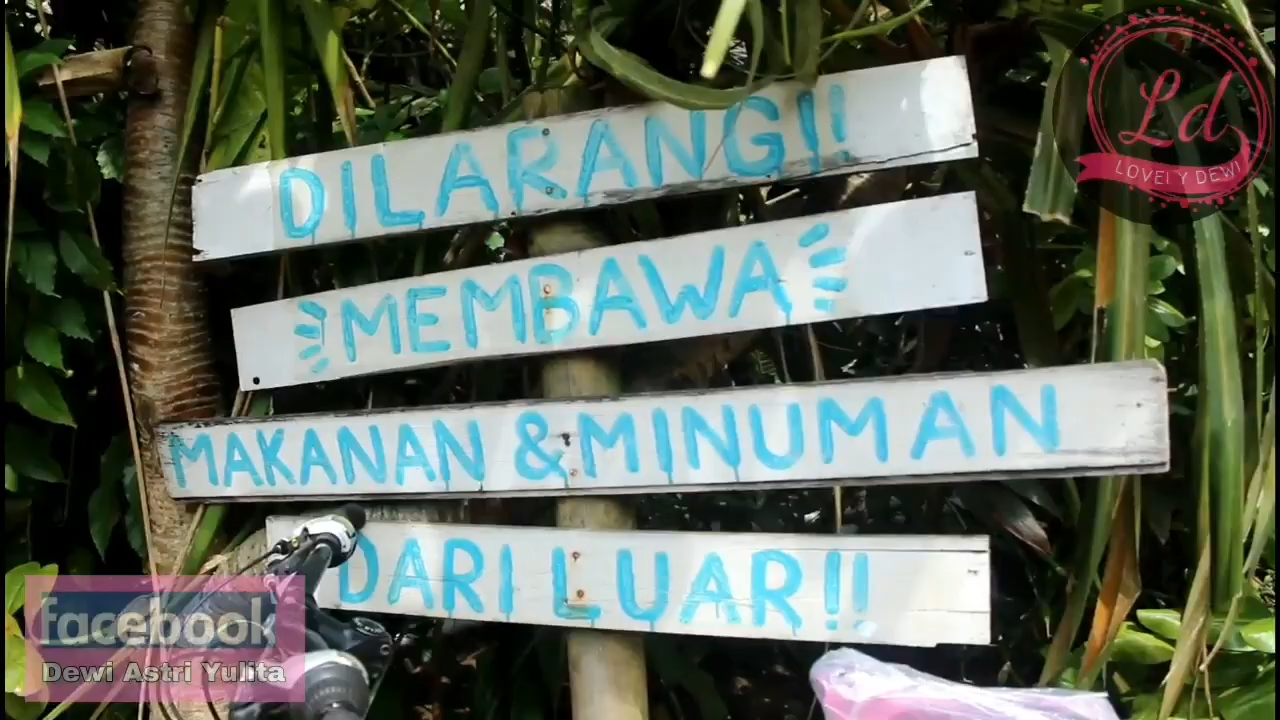 DILARANG!!
MEMBAWA
MAKANAN & MINUMAN
DARI LUAR!!
Ld
LOVELY DEWI
facebook
Dewi Astri Yulita